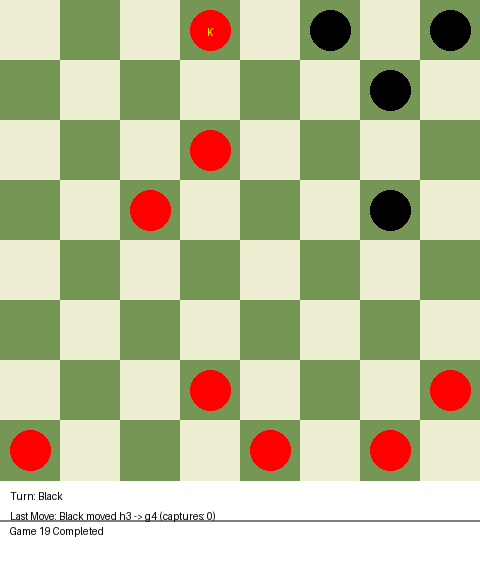 K
Turn: Black
Last Move: Black moved h3 -> g4 (captures: 0)
Game 19 Completed